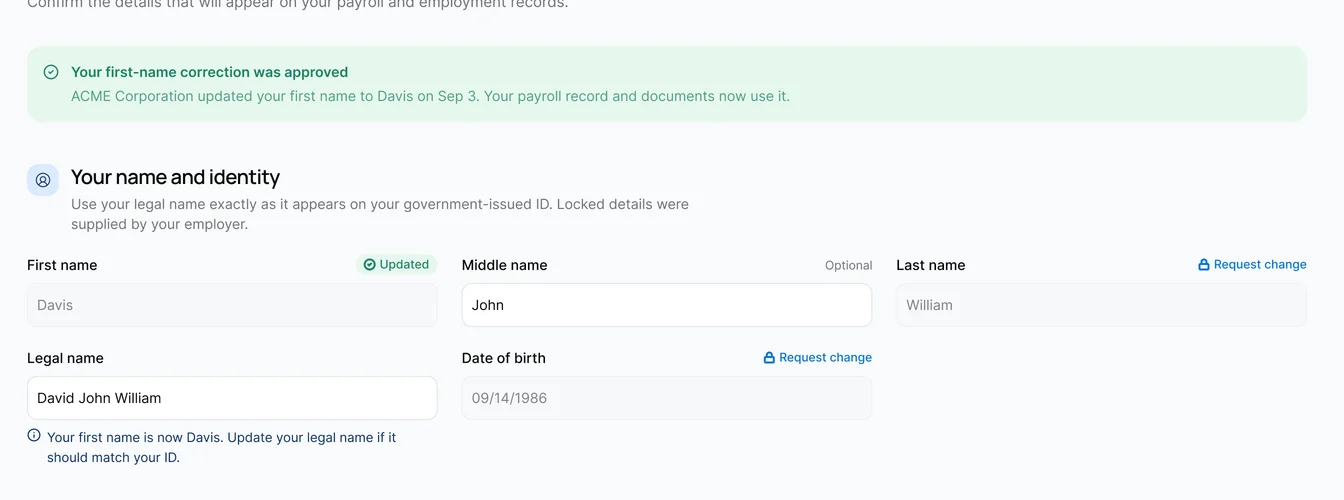 Confirm the details that will appear on your payroll and employment records.
Your first-name correction was approved
ACME Corporation updated your first name to Davis on Sep 3. Your payroll record and documents now use it.
Your name and identity
Use your legal name exactly as it appears on your government-issued ID. Locked details were
supplied by your employer.
First name
Updated
Davis
Middle name
Optional
John
Last name
Request change
William
Legal name
David John William
Your first name is now Davis. Update your legal name if it
should match your ID.
Date of birth
Request change
09/14/1986